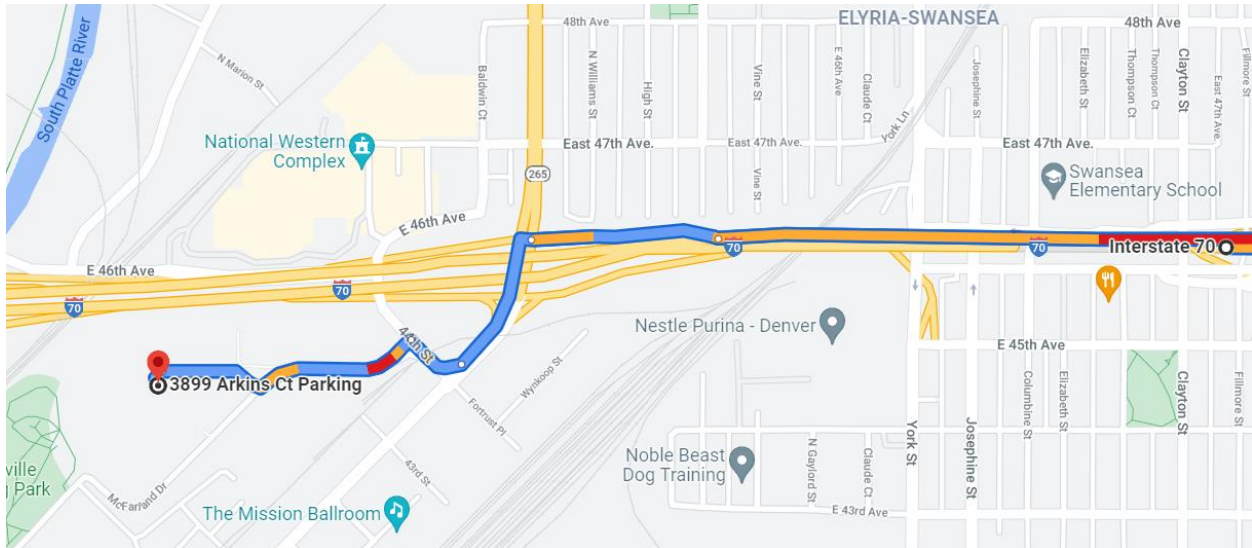 48th Ave
ELYRIA-SWANSEA
48th Ave
South Platte River
N Marion St
Baldwin Ct
N Williams St
High St
Vine St
E 46th Ave
Claude Ct
Josephine St
Elizabeth St
Thompson Ct
Thompson Ct
Clayton St
East 47th Ave.
Fillmore St
York Ln
National Western
Complex
East 47th Ave.
East 47th Ave.
East 47th Ave.
265
Vine St
Swansea
Elementary School
E 46th Ave
E 46th Ave
70
70
Interstate 70
70
70
44th St
Nestle Purina - Denver
E 45th Ave
3899 Arkins Ct Parking
Wynkoop St
Fortrust Pl
York St
Josephine St
Columbine St
Elizabeth St
Clayton St
Fillmore St
43rd St
ville
Park
McFarland Dr
The Mission Ballroom
Noble Beast
Dog Training
N Gaylord St
Claude Ct
E 43rd Ave